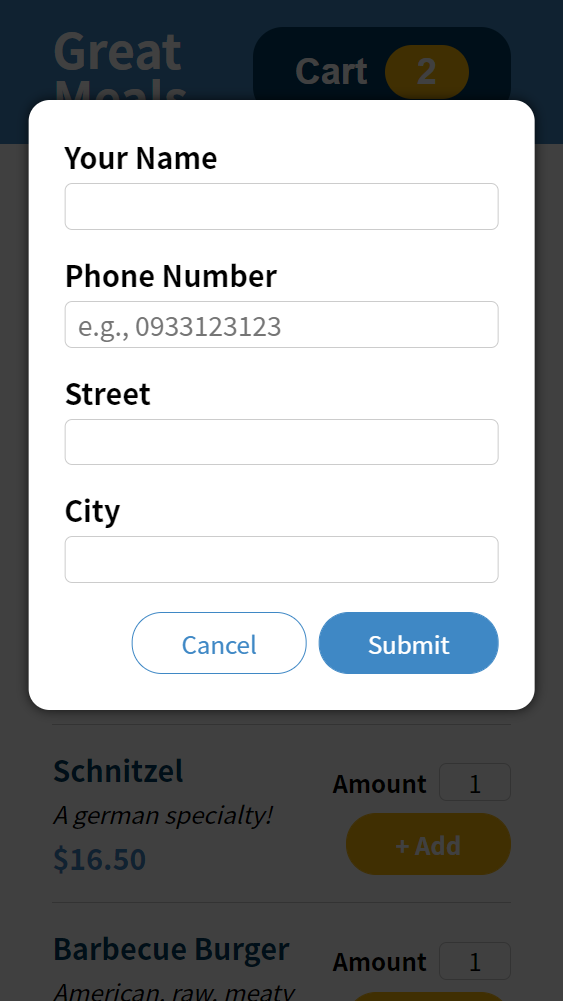 Great
Meals
Cart 2
Your Name
Phone Number
e.g., 0933123123
Street
City
Cancel Submit
Schnitzel
Amount 1
A german specialty!
$16.50
+ Add
Barbecue Burger
Amount 1
American, raw, meaty